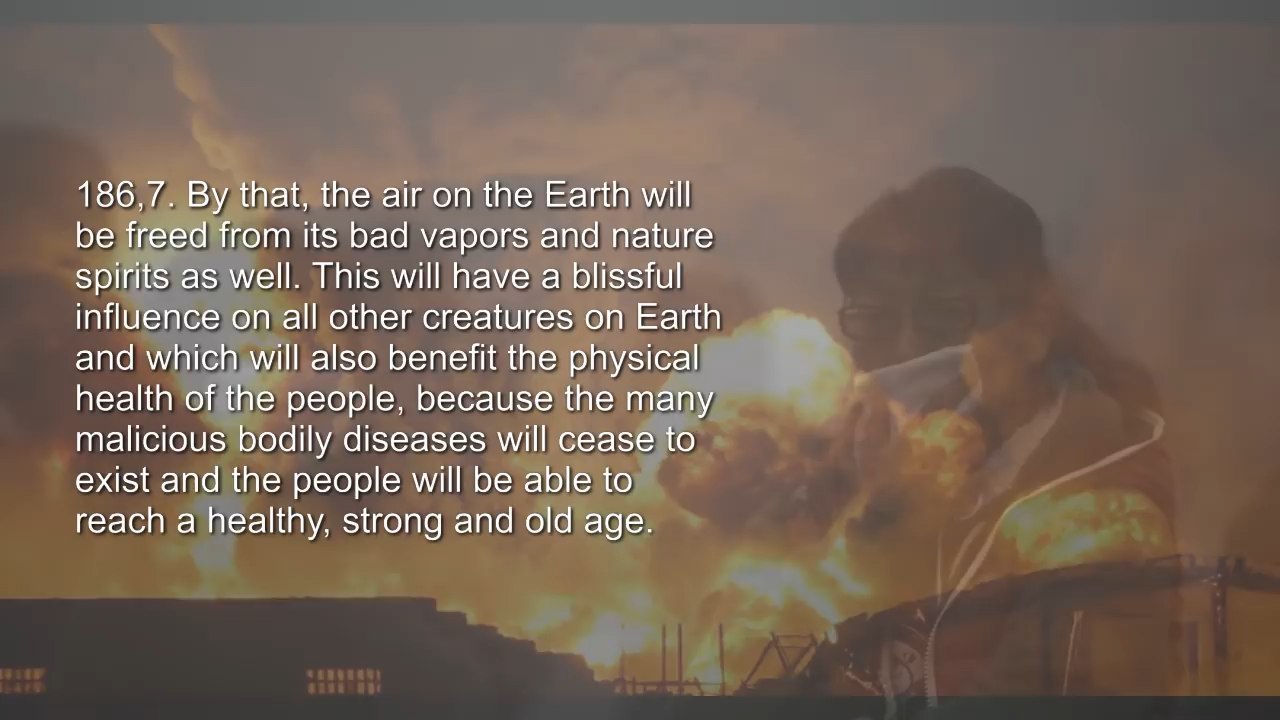 186,7. By that, the air on the Earth will
be freed from its bad vapors and nature
spirits as well. This will have a blissful
influence on all other creatures on Earth
and which will also benefit the physical
health of the people, because the many
malicious bodily diseases will cease to
exist and the people will be able to
reach a healthy, strong and old age.